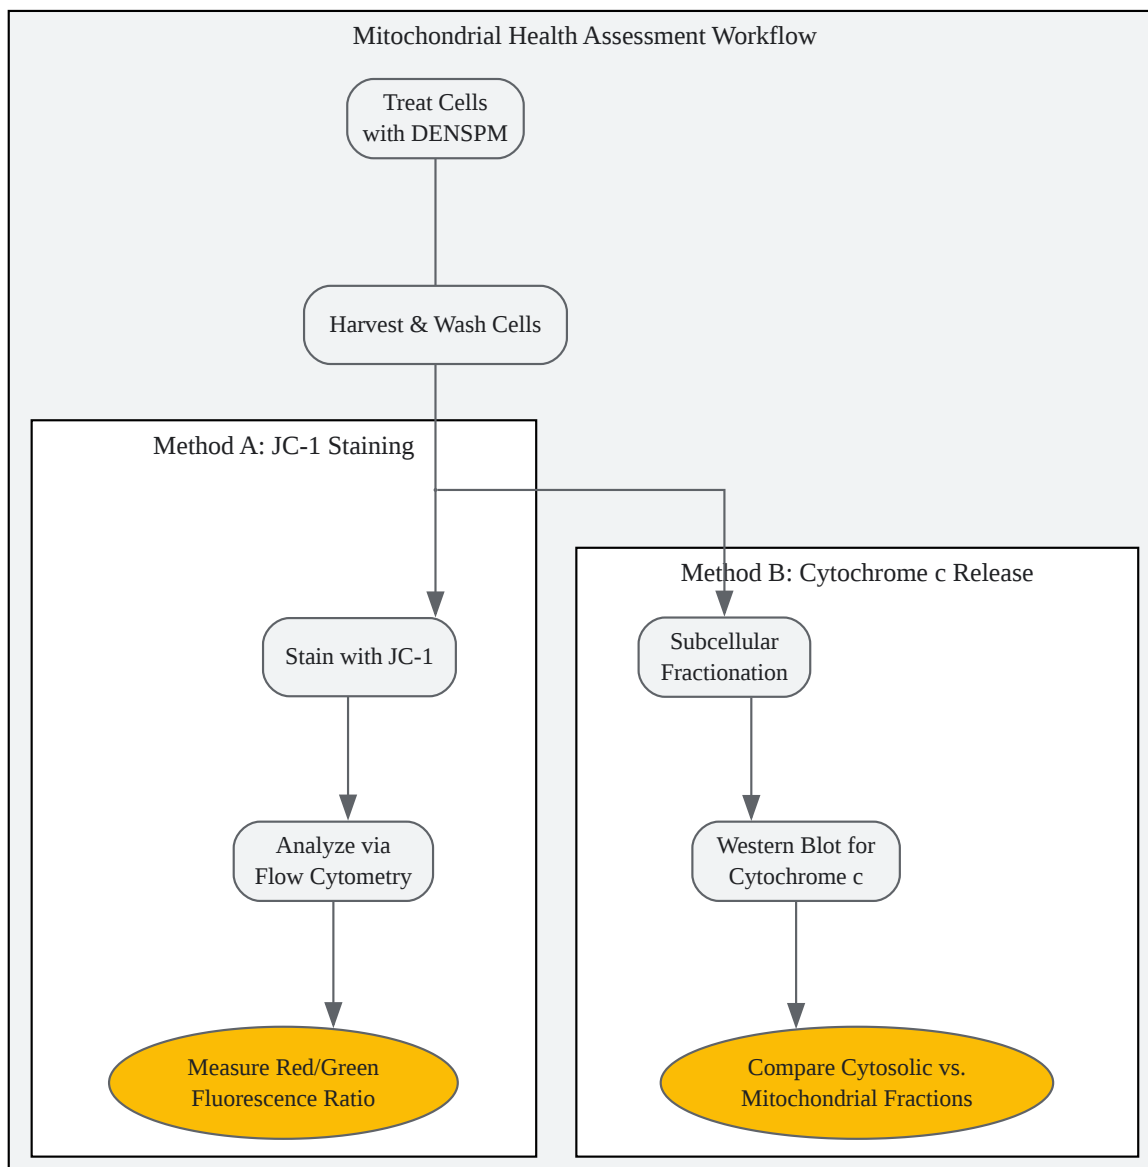 Mitochondrial Health Assessment Workflow
Treat Cells
with DENSPM
Harvest & Wash Cells
Method A: JC-1 Staining
Stain with JC-1
Analyze via
Flow Cytometry
Measure Red/Green
Fluorescence Ratio
Method B: Cytochrome c Release
Subcellular
Fractionation
Western Blot for
Cytochrome c
Compare Cytosolic vs.
Mitochondrial Fractions